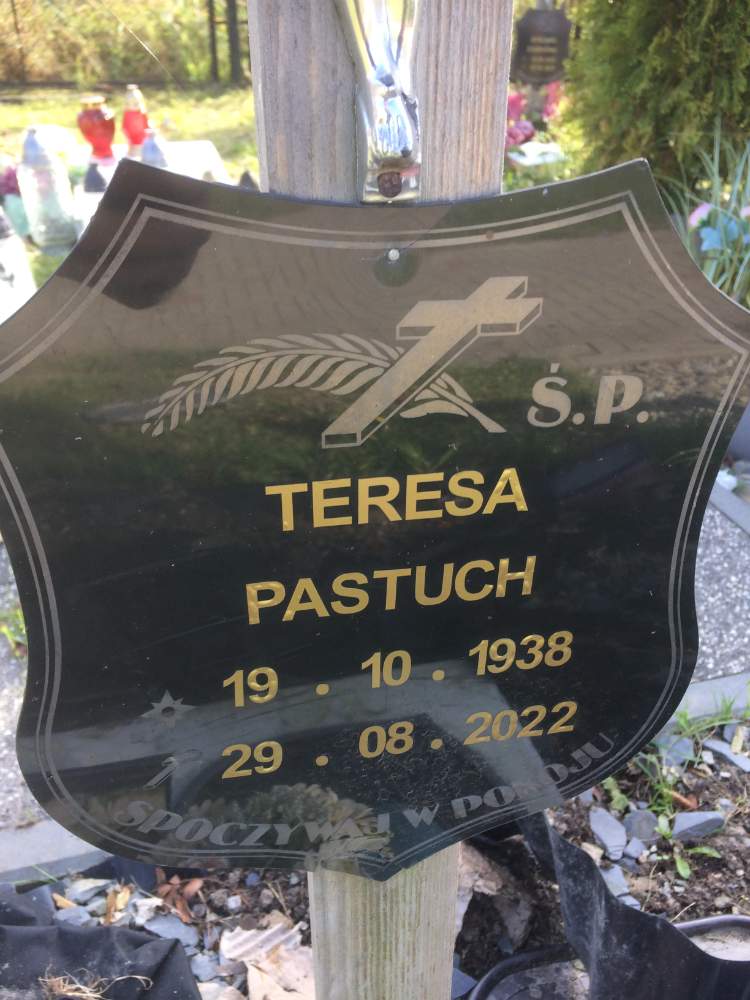 Ś.P.
TERESA
PASTUCH
19 . 10 . 1938
29 . 08 . 2022
SPOCZYWAJ W POKOJU